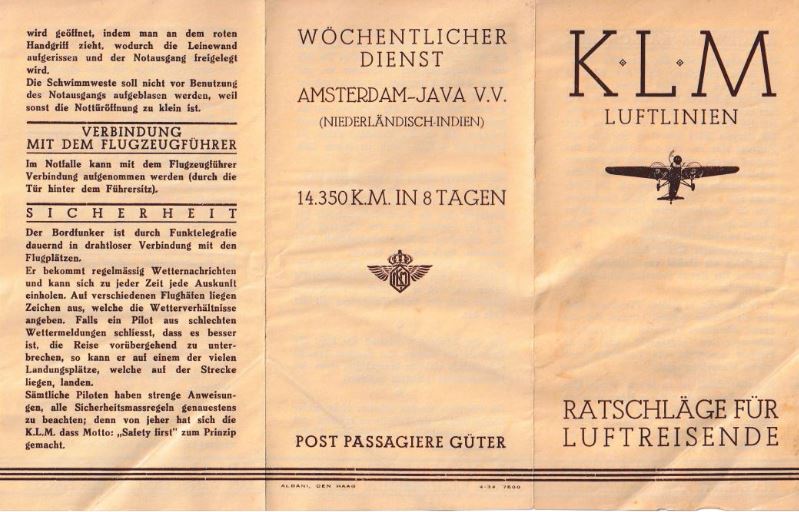 wird geöffnet, indem man an dem roten
Handgriff zieht, wodurch die Leinewand
aufgerissen und der Notausgang freigelegt
wird.
Die Schwimmweste soll nicht vor Benutzung
des Notausgangs aufgeblasen werden, weil
sonst die Nottüröffnung zu klein ist.
VERBINDUNG
MIT DEM FLUGZEUGFÜHRER
Im Notfalle kann mit dem Flugzeugführer
Verbindung aufgenommen werden (durch die
Tür hinter dem Führersitz).
SICHERHEIT
Der Bordfunker ist durch Funktelegrafie
dauernd in drahtloser Verbindung mit den
Flugplätzen.
Er bekommt regelmässig Wetternachrichten
und kann sich zu jeder Zeit jede Auskunft
einholen. Auf verschiedenen Flughäfen liegen
Zeichen aus, welche die Wetterverhältnisse
angeben. Falls ein Pilot aus schlechten
Wettermeldungen schliesst, dass es besser
ist, die Reise vorübergehend zu unter-
brechen, so kann er auf einem der vielen
Landungsplätze, welche auf der Strecke
liegen, landen.
Sämtliche Piloten haben strenge Anweisun-
gen, alle Sicherheitsmassregeln genauestens
zu beachten; denn von jeher hat sich die
K.L.M. dass Motto: „Safety first" zum Prinzip
gemacht.
WÖCHENTLICHER
DIENST
AMSTERDAM-JAVA V.V.
(NIEDERLÄNDISCH-INDIEN)
14.350 K.M. IN 8 TAGEN
KLM
POST PASSAGIERE GÜTER
ALBANI, DEN HAAG
4-34. 7500
K·L·M
LUFTLINIEN
RATSCHLÄGE FÜR
LUFTREISENDE